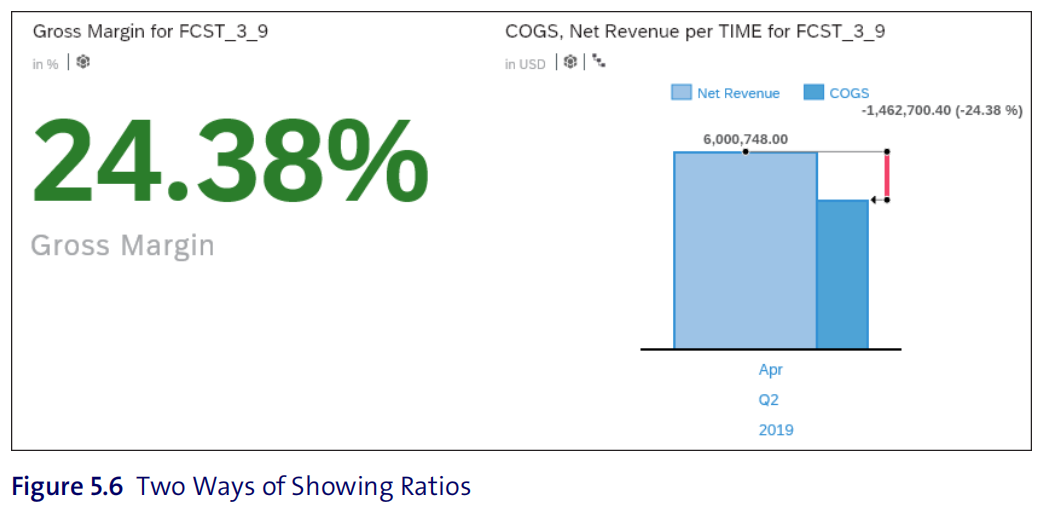 Gross Margin for FCST_3_9
in %
24.38%
Gross Margin
COGS, Net Revenue per TIME for FCST_3_9
in USD
Net Revenue
COGS
-1,462,700.40 (-24.38 %)
6,000,748.00
Apr
Q2
2019
Figure 5.6 Two Ways of Showing Ratios